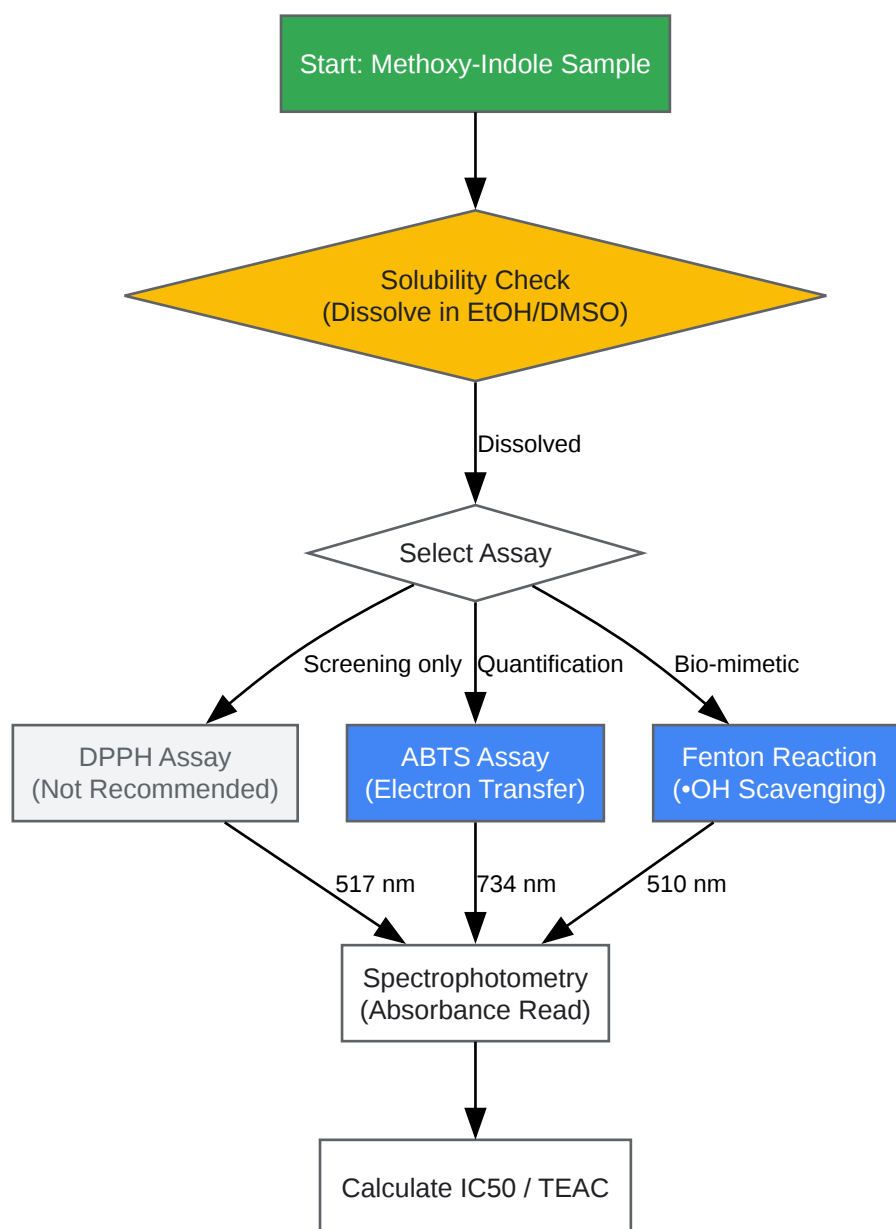 Start: Methoxy-Indole Sample
Solubility Check
(Dissolve in EtOH/DMSO)
Dissolved
Select Assay
Screening only
Quantification
Bio-mimetic
DPPH Assay
(Not Recommended)
ABTS Assay
(Electron Transfer)
Fenton Reaction
(•OH Scavenging)
517 nm
734 nm
510 nm
Spectrophotometry
(Absorbance Read)
Calculate IC50 / TEAC